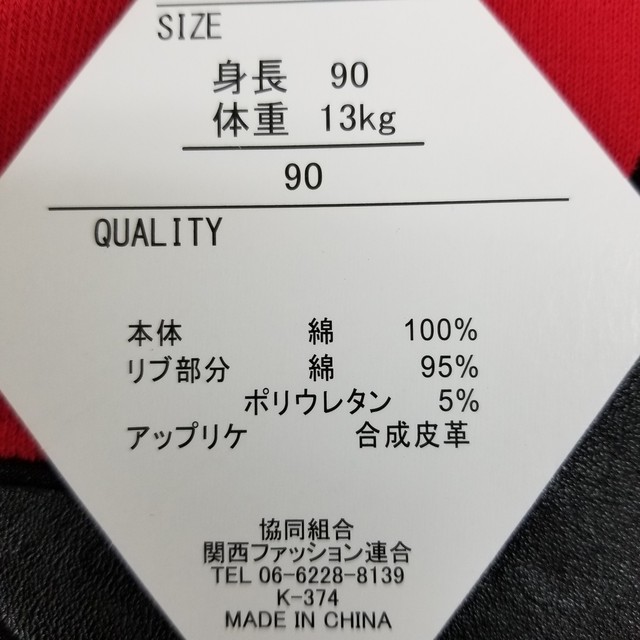 SIZE
身長 90
体重 13kg
90
QUALITY
本体 綿 100%
リブ部分 綿 95%
ポリウレタン 5%
アップリケ 合成皮革
協同組合
関西ファッション連合
TEL 06-6228-8139
K-374
MADE IN CHINA